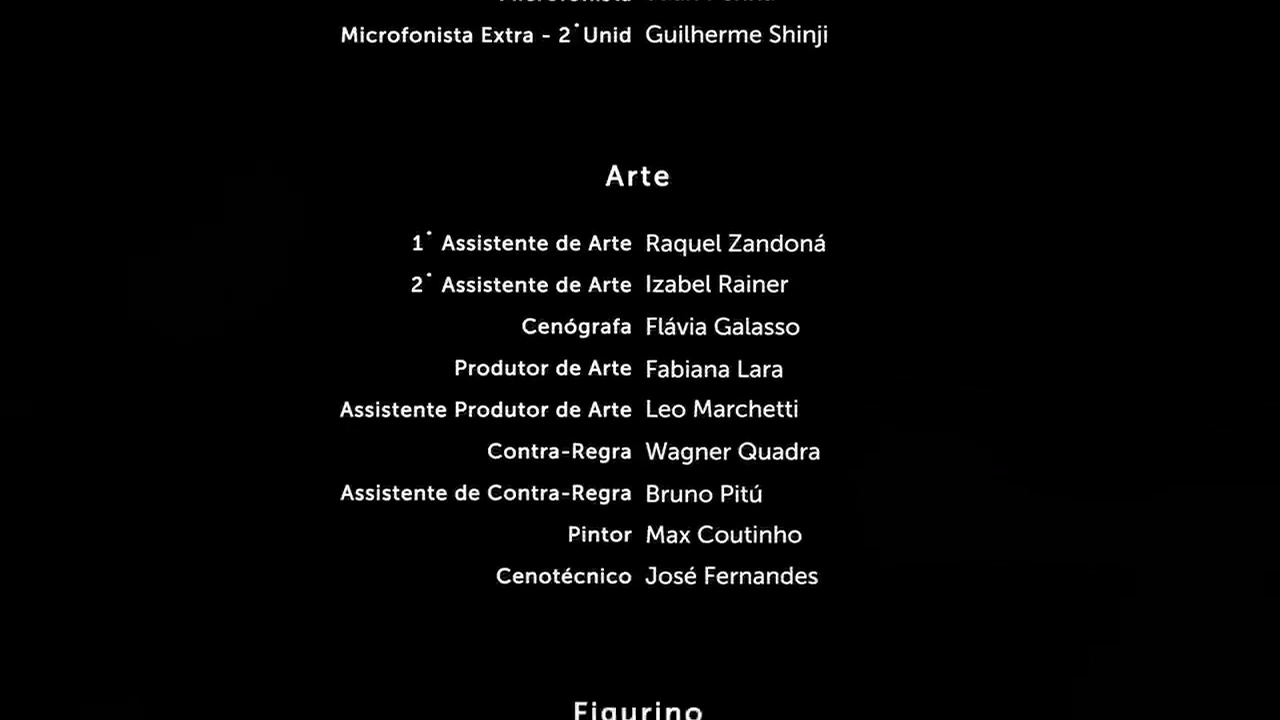 Microfonista Extra - 2˚Unid Guilherme Shinji
Arte
1˚ Assistente de Arte Raquel Zandoná
2˚ Assistente de Arte Izabel Rainer
Cenógrafa Flávia Galasso
Produtor de Arte Fabiana Lara
Assistente Produtor de Arte Leo Marchetti
Contra-Regra Wagner Quadra
Assistente de Contra-Regra Bruno Pitú
Pintor Max Coutinho
Cenotécnico José Fernandes
Figurino